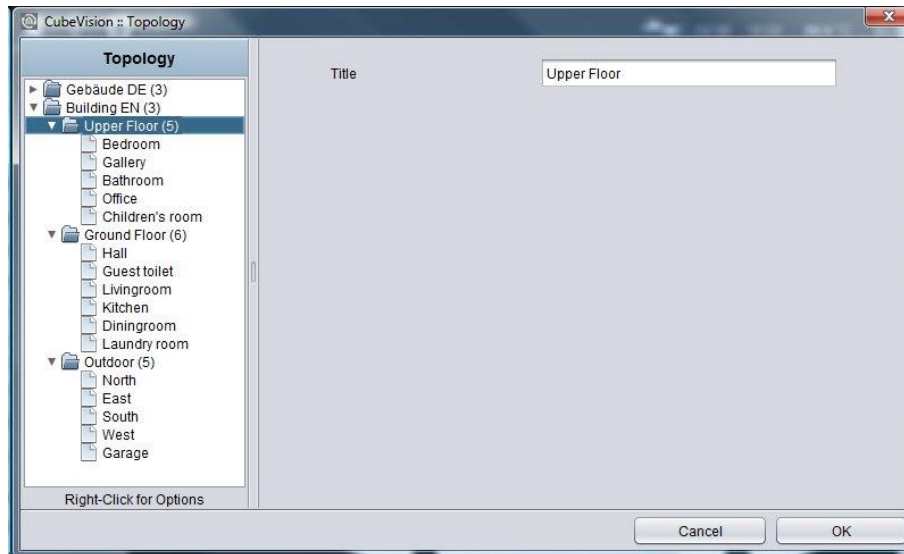 CubeVision :: Topology
Topology
Gebäude DE (3)
Building EN (3)
Upper Floor (5)
Bedroom
Gallery
Bathroom
Office
Children's room
Ground Floor (6)
Hall
Guest toilet
Livingroom
Kitchen
Diningroom
Laundry room
Outdoor (5)
North
East
South
West
Garage
Right-Click for Options
Title
Upper Floor
Cancel
OK